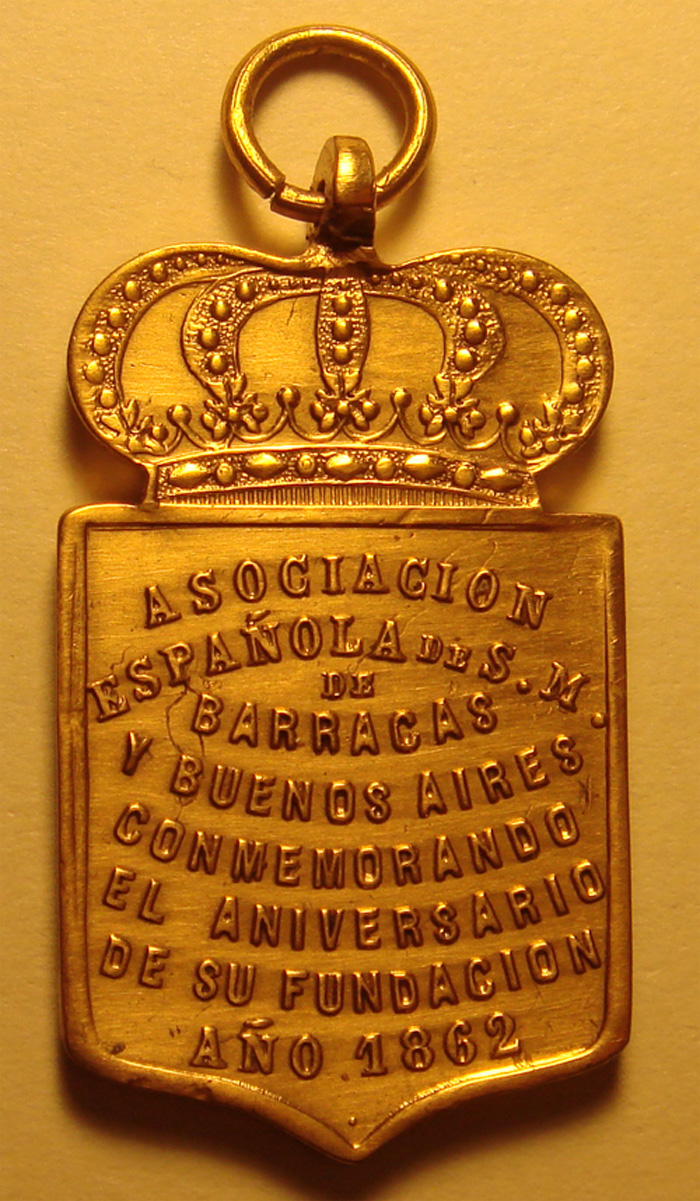 ASOCIACION
ESPAÑOLA DE S. M.
DE
BARRACAS
Y BUENOS AIRES
CONMEMORANDO
EL ANIVERSARIO
DE SU FUNDACION
AÑO 1862